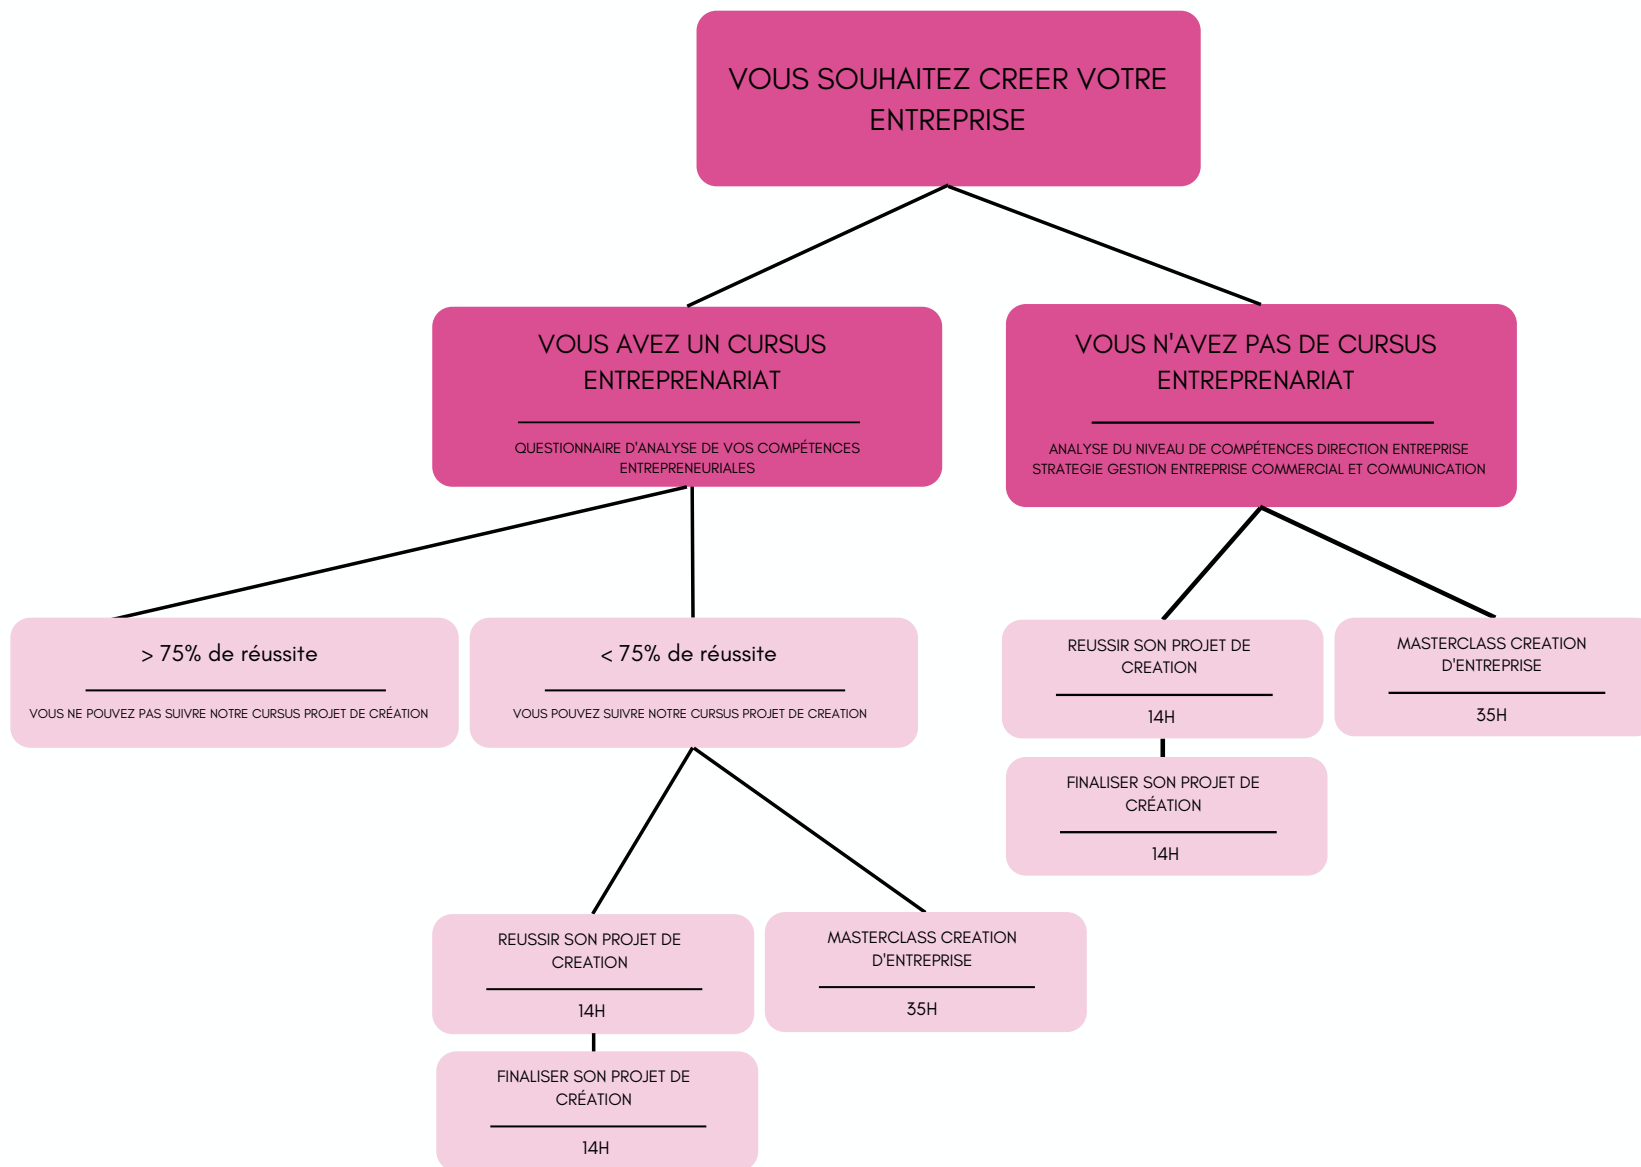 VOUS SOUHAITEZ CREER VOTRE
ENTREPRISE
VOUS AVEZ UN CURSUS
ENTREPRENARIAT
QUESTIONNAIRE D'ANALYSE DE VOS COMPÉTENCES
ENTREPRENEURIALES
VOUS N'AVEZ PAS DE CURSUS
ENTREPRENARIAT
ANALYSE DU NIVEAU DE COMPÉTENCES DIRECTION ENTREPRISE
STRATEGIE GESTION ENTREPRISE COMMERCIAL ET COMMUNICATION
> 75% de réussite
VOUS NE POUVEZ PAS SUIVRE NOTRE CURSUS PROJET DE CRÉATION
< 75% de réussite
VOUS POUVEZ SUIVRE NOTRE CURSUS PROJET DE CREATION
REUSSIR SON PROJET DE
CREATION
14H
MASTERCLASS CREATION
D'ENTREPRISE
35H
FINALISER SON PROJET DE
CRÉATION
14H
REUSSIR SON PROJET DE
CREATION
14H
MASTERCLASS CREATION
D'ENTREPRISE
35H
FINALISER SON PROJET DE
CRÉATION
14H